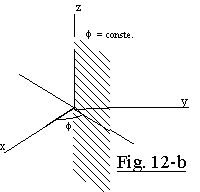 z
ϕ = conste.
y
x
ϕ
Fig. 12-b